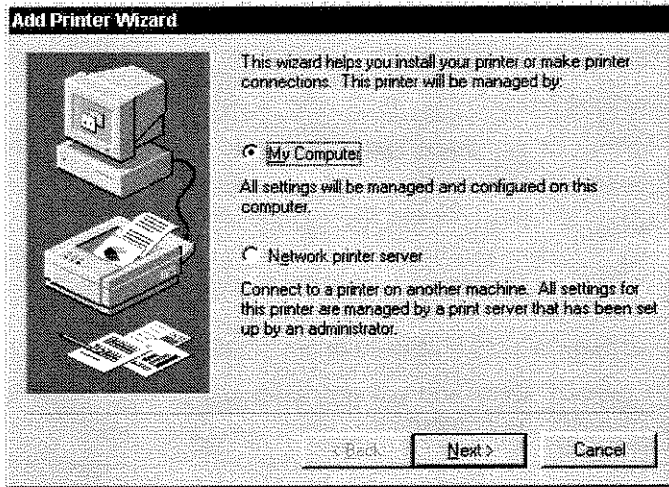 Add Printer Wizard
This wizard helps you install your printer or make printer
connections. This printer will be managed by:
My Computer
All settings will be managed and configured on this
computer.
Network printer server
Connect to a printer on another machine. All settings for
this printer are managed by a print server that has been set
up by an administrator.
< Back Next > Cancel